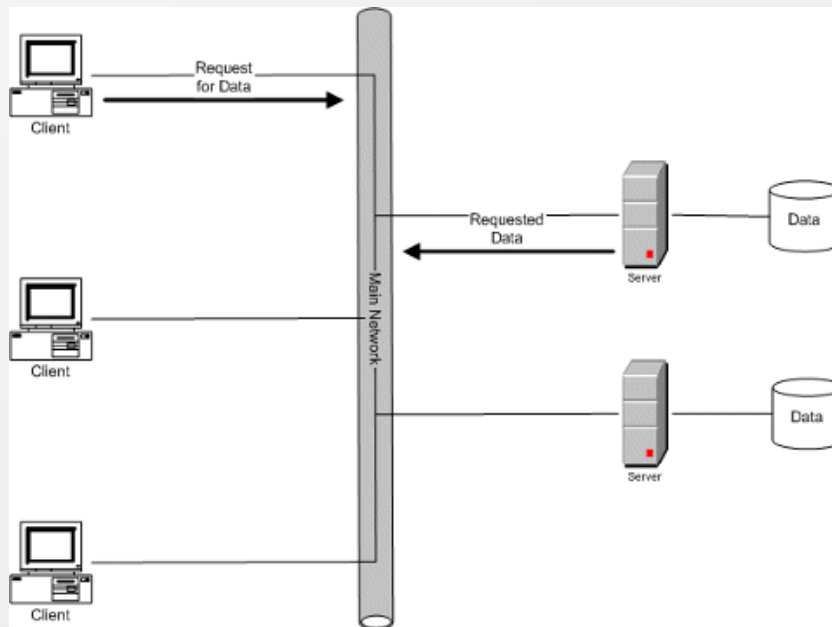 Request
for Data
Client
Requested
Data
Data
Server
Main Network
Client
Data
Server
Client